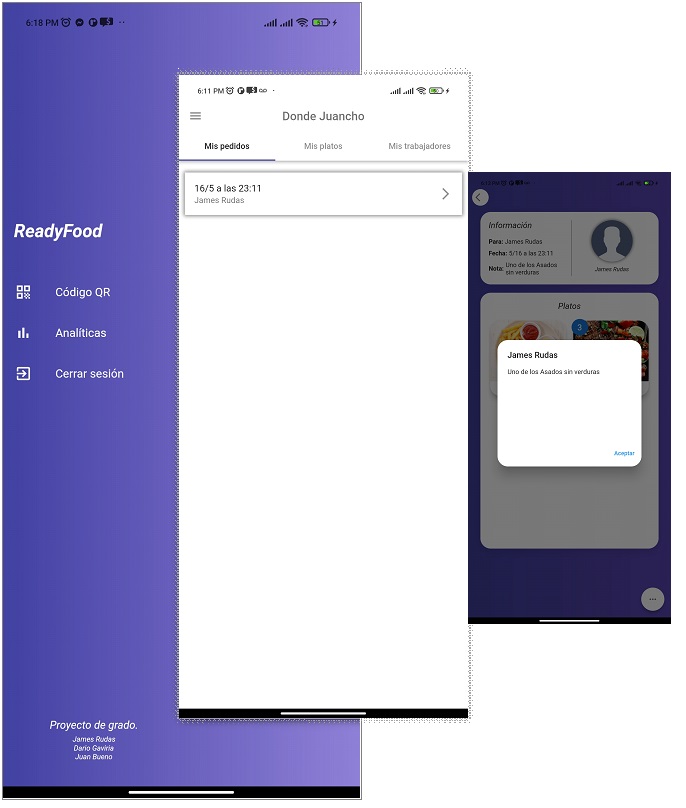 6:18 PM
ReadyFood
Código QR
Analíticas
Cerrar sesión
Proyecto de grado.
James Rudas
Dario Gaviria
Juan Bueno
6:11 PM
Donde Juancho
Mis pedidos Mis platos Mis trabajadores
16/5 a las 23:11
James Rudas
Información
Para: James Rudas
Fecha: 5/16 a las 23:11
Nota: Uno de los Asados
sin verduras
James Rudas
Platos
3
James Rudas
Uno de los Asados sin verduras
Aceptar